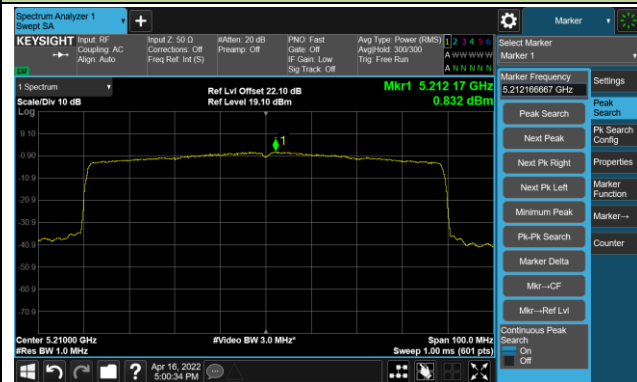 Spectrum Analyzer 1
Swept SA
+
Marker
KEYSIGHT
Input: RF
Coupling: AC
Align: Auto
Input Z: 50 Ω
Corrections: Off
Freq Ref: Int (S)
#Atten: 20 dB
Preamp: Off
PNO: Fast
Gate: Off
IF Gain: Low
Sig Track: Off
Avg Type: Power (RMS)
Avg|Hold: 300/300
Trig: Free Run
1 2 3 4 5 6
A W W W W W
A N N N N N
LXI
Select Marker
Marker 1
1 Spectrum
Scale/Div 10 dB
Log
Ref Lvl Offset 22.10 dB
Ref Level 19.10 dBm
Mkr1 5.212 17 GHz
0.832 dBm
9.10
-0.90
-10.9
-20.9
-30.9
-40.9
-50.9
-60.9
-70.9
1
Center 5.21000 GHz
#Res BW 1.0 MHz
#Video BW 3.0 MHz*
Span 100.0 MHz
Sweep 1.00 ms (601 pts)
Marker Frequency
5.212166667 GHz
Peak Search
Next Peak
Next Pk Right
Next Pk Left
Minimum Peak
Pk-Pk Search
Marker Delta
Mkr→CF
Mkr→Ref Lvl
Continuous Peak
Search
On
Off
Settings
Peak
Search
Pk Search
Config
Properties
Marker
Function
Marker→
Counter
?
Apr 16, 2022
5:00:34 PM